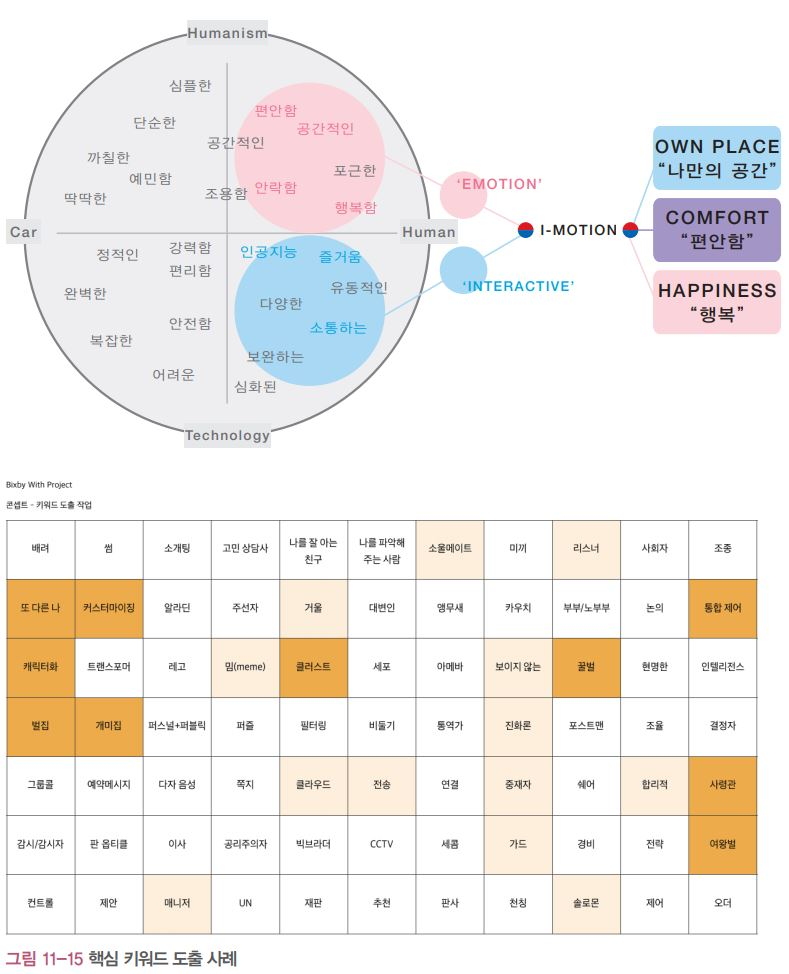 Humanism
심플한
편안함
단순한
공간적인
공간적인
까칠한
포근한
예민함
안락함
조용함
딱딱한
행복함
Car
Human
정적인
강력함
인공지능
즐거움
편리함
완벽한
유동적인
다양한
안전함
소통하는
복잡한
보완하는
어려운
심화된
Technology
‘EMOTION’
I-MOTION
‘INTERACTIVE’
OWN PLACE
“나만의 공간”
COMFORT
“편안함”
HAPPINESS
“행복”
Bixby With Project
콘셉트 - 키워드 도출 작업
배려 썸 소개팅 고민 상담사 나를 잘 아는 친구 나를 파악해 주는 사람 소울메이트 미끼 리스너 사회자 조종
또 다른 나 커스터마이징 알라딘 주선자 거울 대변인 앵무새 카우치 부부/노부부 논의 통합 제어
캐릭터화 트랜스포머 레고 밈(meme) 클러스트 세포 아메바 보이지 않는 꿀벌 현명한 인텔리전스
벌집 개미집 퍼스널+퍼블릭 퍼즐 필터링 비둘기 통역가 진화론 포스트맨 조율 결정자
그룹콜 예약메시지 다자 음성 쪽지 클라우드 전송 연결 중재자 쉐어 합리적 사령관
감시/감시자 판 옵티클 이사 공리주의자 빅브라더 CCTV 세콤 가드 경비 전략 여왕벌
컨트롤 제안 매니저 UN 재판 추천 판사 천칭 솔로몬 제어 오더
그림 11-15 핵심 키워드 도출 사례